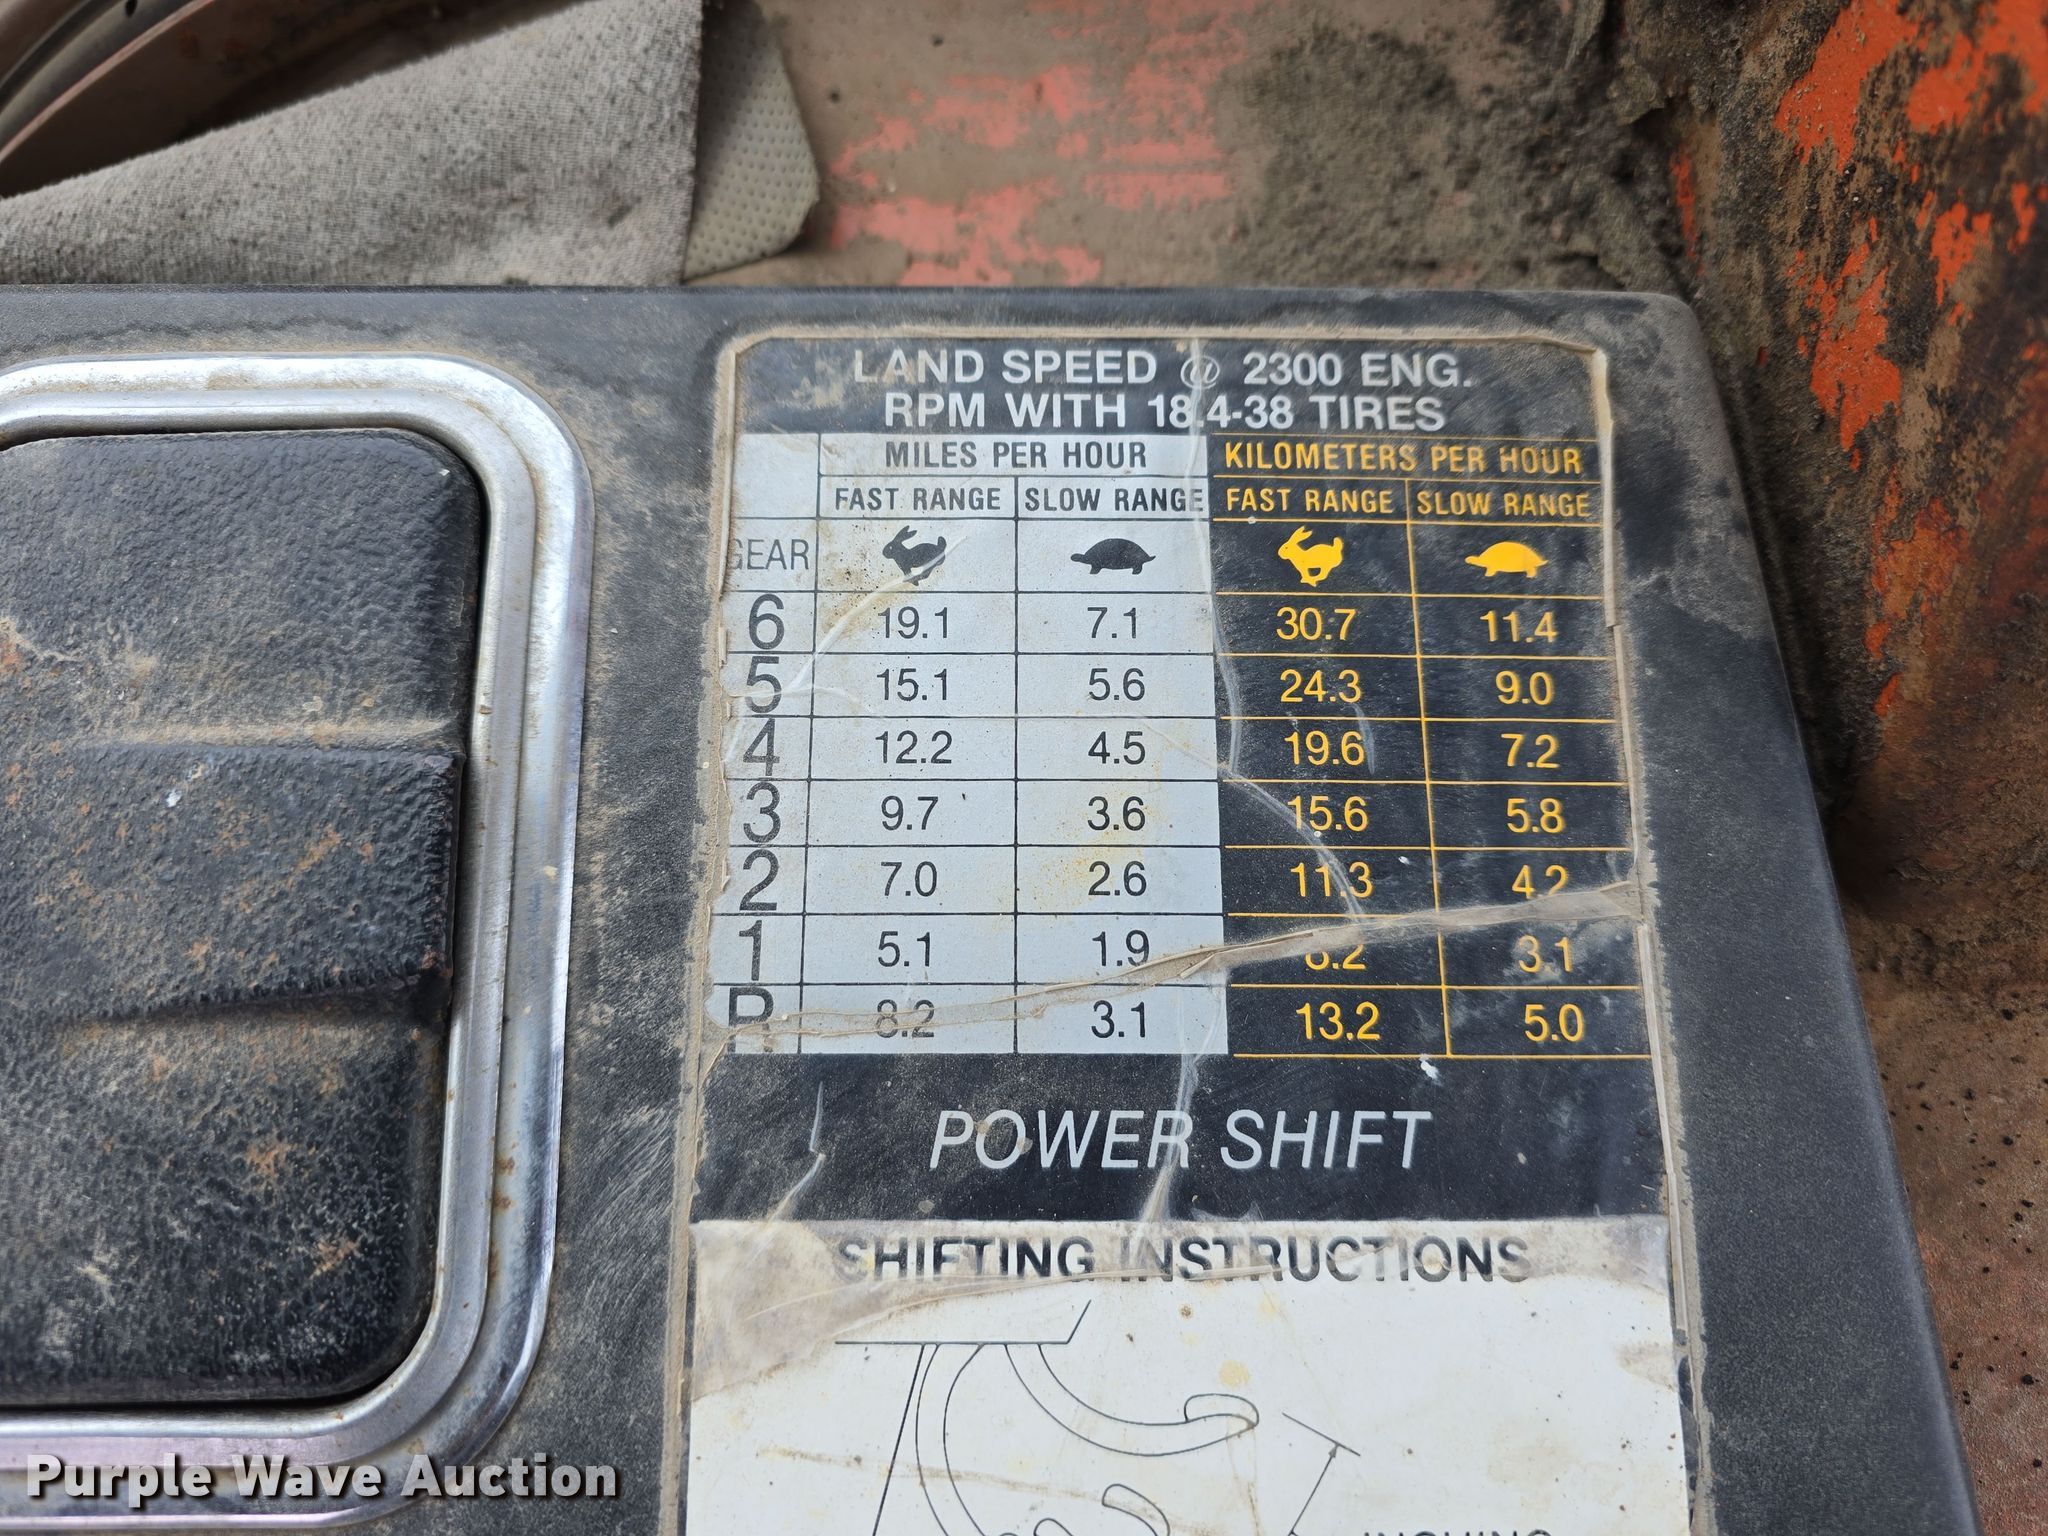 LAND SPEED @ 2300 ENG.
RPM WITH 18.4-38 TIRES
MILES PER HOUR KILOMETERS PER HOUR
FAST RANGE SLOW RANGE FAST RANGE SLOW RANGE
GEAR
6 19.1 7.1 30.7 11.4
5 15.1 5.6 24.3 9.0
4 12.2 4.5 19.6 7.2
3 9.7 3.6 15.6 5.8
2 7.0 2.6 11.3 4.2
1 5.1 1.9 8.2 3.1
R 8.2 3.1 13.2 5.0
POWER SHIFT
SHIFTING INSTRUCTIONS
INCHING
Purple Wave Auction